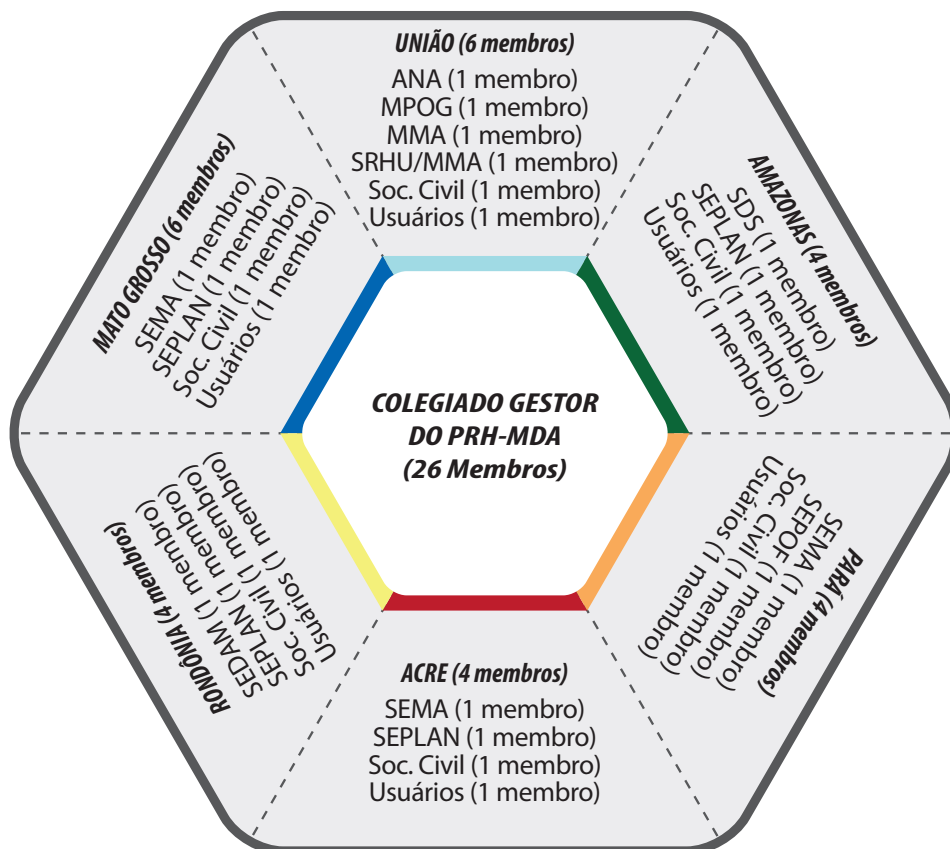 UNIÃO (6 membros)
ANA (1 membro)
MPOG (1 membro)
MMA (1 membro)
SRHU/MMA (1 membro)
Soc. Civil (1 membro)
Usuários (1 membro)
AMAZONAS (4 membros)
SDS (1 membro)
SEPLAN (1 membro)
Soc. Civil (1 membro)
Usuários (1 membro)
PARÁ (4 membros)
SEMA (1 membro)
SEPOF (1 membro)
Soc. Civil (1 membro)
Usuários (1 membro)
ACRE (4 membros)
SEMA (1 membro)
SEPLAN (1 membro)
Soc. Civil (1 membro)
Usuários (1 membro)
RONDÔNIA (4 membros)
SEDAM (1 membro)
SEPLAN (1 membro)
Soc. Civil (1 membro)
Usuários (1 membro)
MATO GROSSO (6 membros)
SEMA (1 membro)
SEPLAN (1 membro)
Soc. Civil (1 membro)
Usuários (1 membro)
COLEGIADO GESTOR
DO PRH-MDA
(26 Membros)